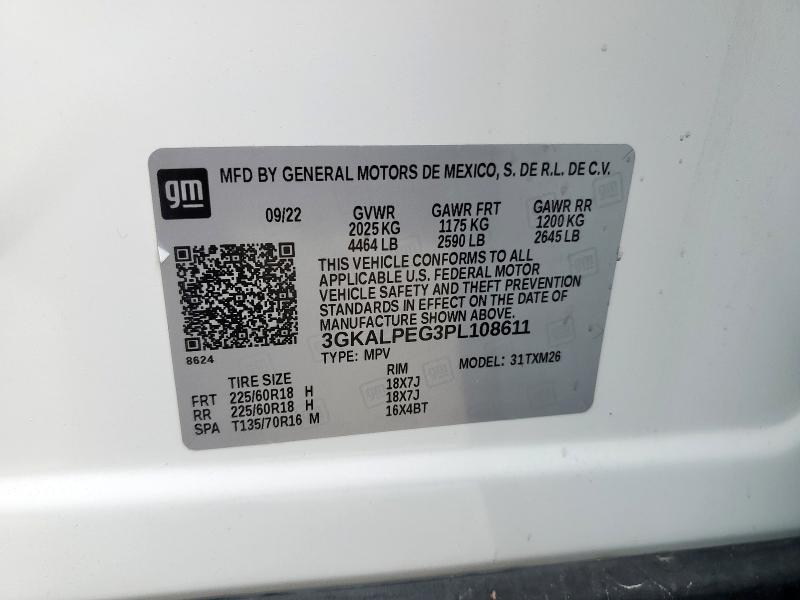 gm
MFD BY GENERAL MOTORS DE MEXICO, S. DE R.L. DE C.V.
09/22 GVWR GAWR FRT GAWR RR
2025 KG 1175 KG 1200 KG
4464 LB 2590 LB 2645 LB
THIS VEHICLE CONFORMS TO ALL
APPLICABLE U.S. FEDERAL MOTOR
VEHICLE SAFETY AND THEFT PREVENTION
STANDARDS IN EFFECT ON THE DATE OF
MANUFACTURE SHOWN ABOVE.
3GKALPEG3PL108611
8624
TYPE: MPV MODEL: 31TXM26
TIRE SIZE RIM
FRT 225/60R18 H 18X7J
RR 225/60R18 H 18X7J
SPA T135/70R16 M 16X4BT